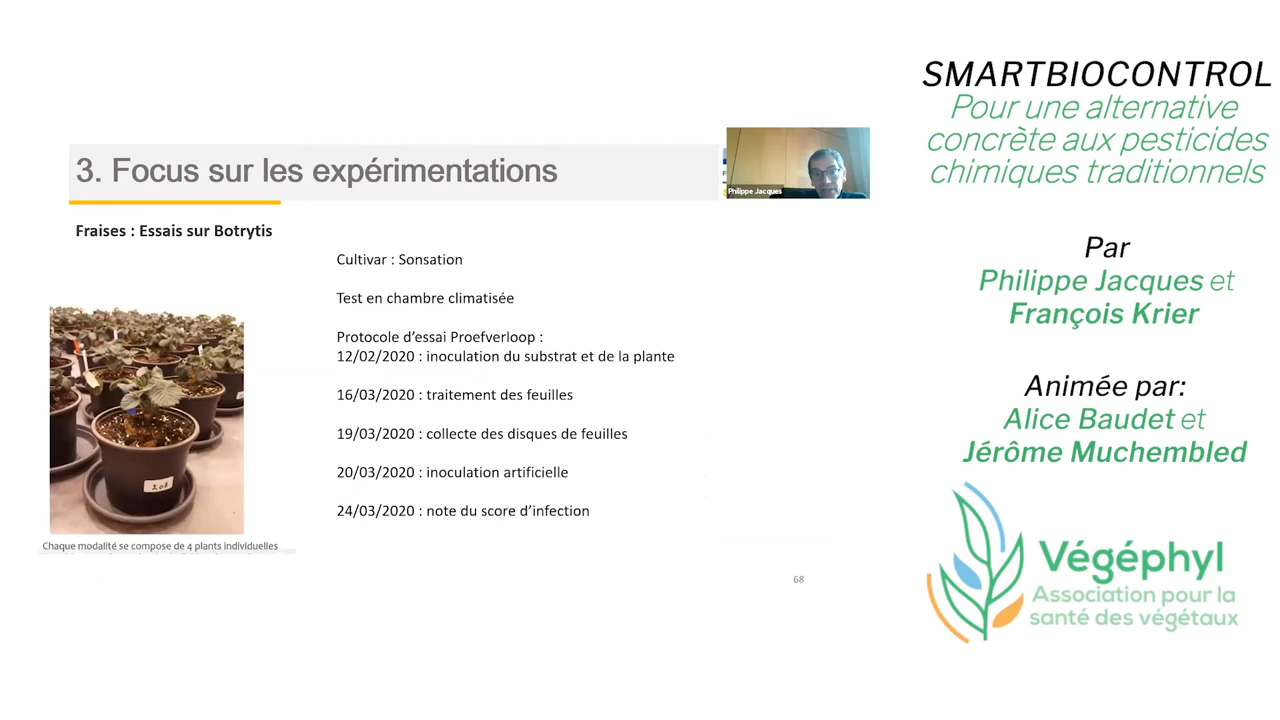 3. Focus sur les expérimentations
Philippe Jacques
Fraises : Essais sur Botrytis
Cultivar : Sonsation
Test en chambre climatisée
Protocole d’essai Proefverloop :
12/02/2020 : inoculation du substrat et de la plante
16/03/2020 : traitement des feuilles
19/03/2020 : collecte des disques de feuilles
20/03/2020 : inoculation artificielle
24/03/2020 : note du score d’infection
208
Chaque modalité se compose de 4 plants individuelles
68
SMARTBIOCONTROL
Pour une alternative
concrète aux pesticides
chimiques traditionnels
Par
Philippe Jacques et
François Krier
Animée par:
Alice Baudet et
Jérôme Muchembled
Végéphyl
Association pour la
santé des végétaux